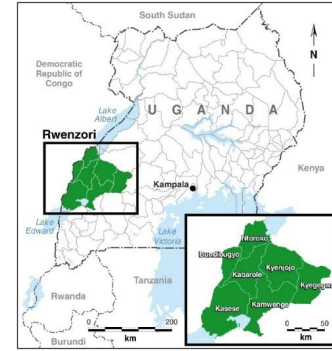 South Sudan
Democratic
Republic of
Congo
N
Lake
Albert
UGANDA
Rwenzori
Kenya
Kampala
Lake
Edward
Lake
Victoria
Ntoroko
Bundibugyo
Kabarole
Kyenjojo
Kyegegwa
Kasese
Kamwenge
Tanzania
Rwanda
Burundi
0 200
km
0 50
km